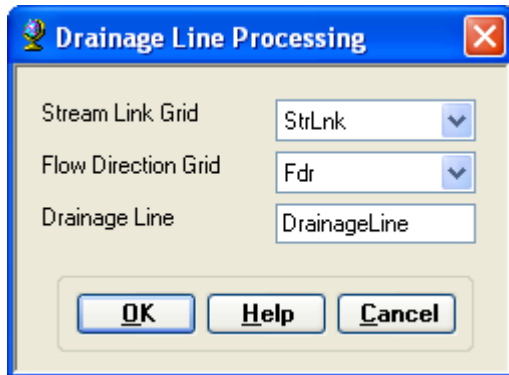 Drainage Line Processing
Stream Link Grid StrLnk
Flow Direction Grid Fdr
Drainage Line DrainageLine
OK Help Cancel